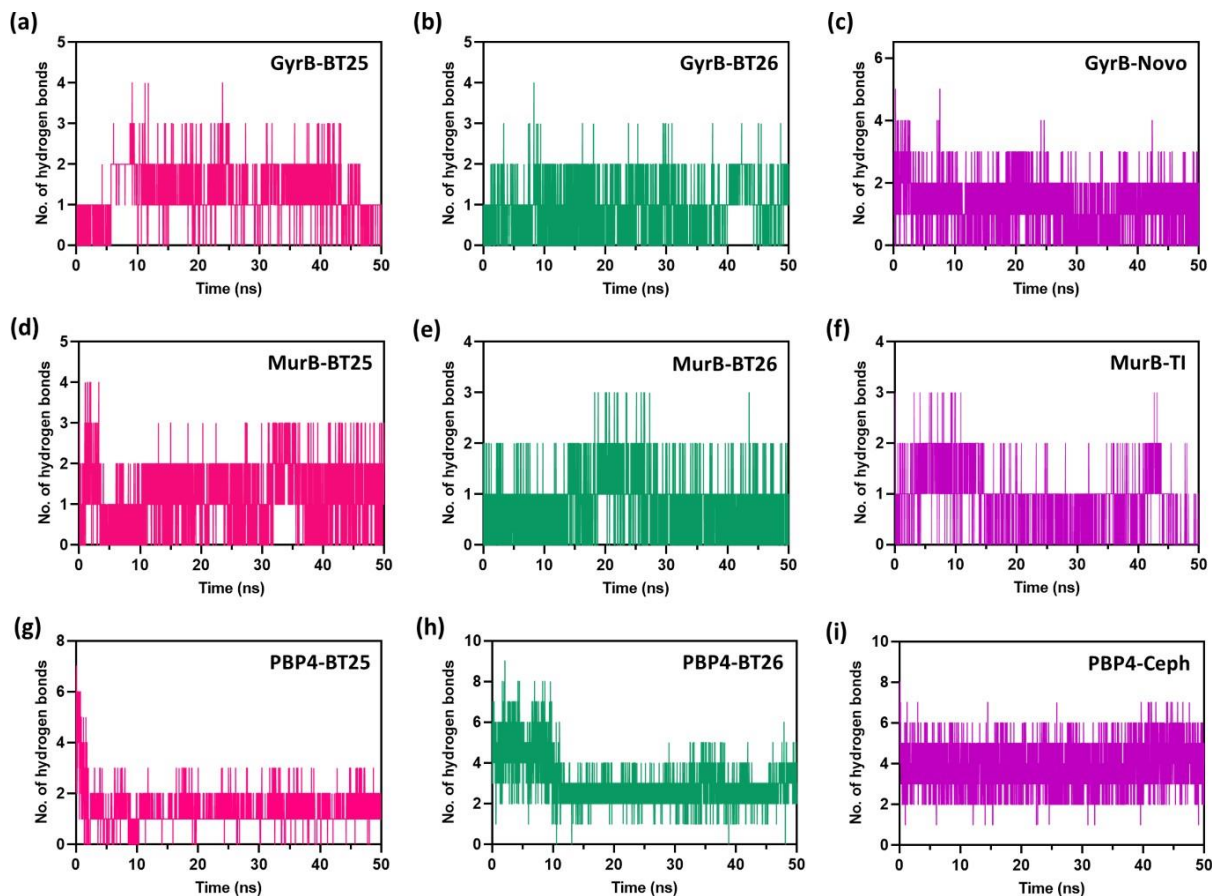 (a)
No. of hydrogen bonds
5
4
3
2
1
0
GyrB-BT25
0 10 20 30 40 50
Time (ns)
(b)
No. of hydrogen bonds
5
4
3
2
1
0
GyrB-BT26
0 10 20 30 40 50
Time (ns)
(c)
No. of hydrogen bonds
6
4
2
0
GyrB-Novo
0 10 20 30 40 50
Time (ns)
(d)
No. of hydrogen bonds
5
4
3
2
1
0
MurB-BT25
0 10 20 30 40 50
Time (ns)
(e)
No. of hydrogen bonds
4
3
2
1
0
MurB-BT26
0 10 20 30 40 50
Time (ns)
(f)
No. of hydrogen bonds
4
3
2
1
0
MurB-TI
0 10 20 30 40 50
Time (ns)
(g)
No. of hydrogen bonds
8
6
4
2
0
PBP4-BT25
0 10 20 30 40 50
Time (ns)
(h)
No. of hydrogen bonds
10
8
6
4
2
0
PBP4-BT26
0 10 20 30 40 50
Time (ns)
(i)
No. of hydrogen bonds
10
8
6
4
2
0
PBP4-Ceph
0 10 20 30 40 50
Time (ns)